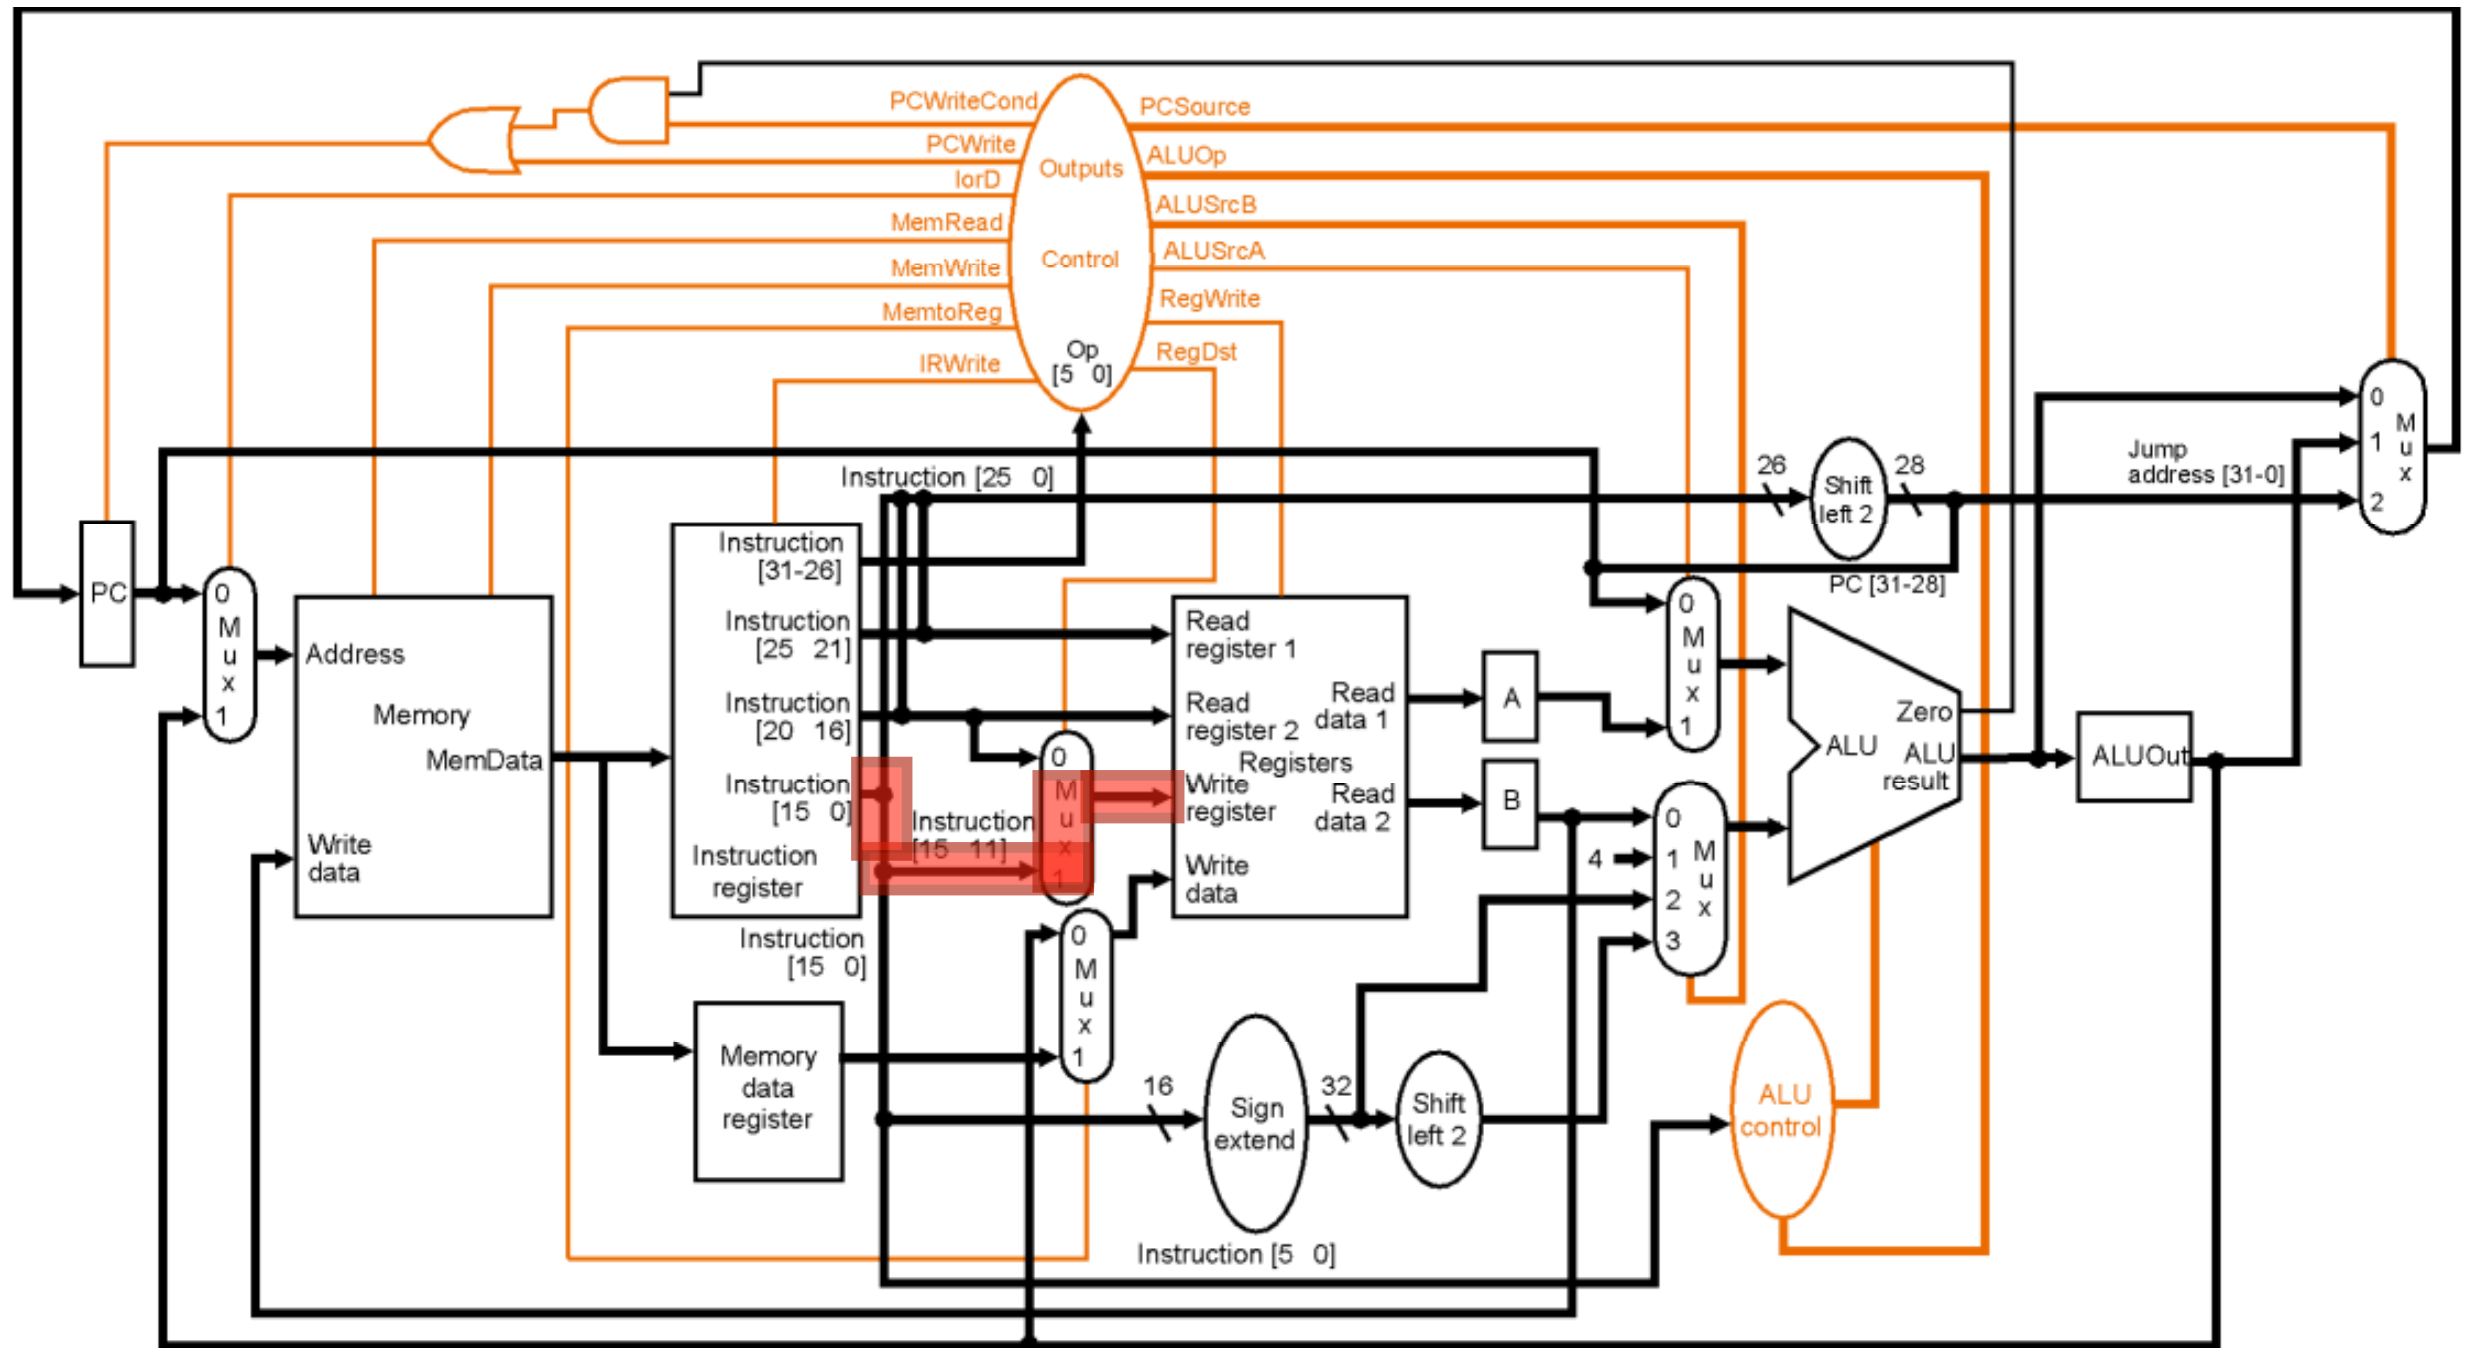 PCWriteCond
PCWrite
IorD
MemRead
MemWrite
MemtoReg
IRWrite
Outputs
Control
Op
[5 0]
PCSource
ALUOp
ALUSrcB
ALUSrcA
RegWrite
RegDst
PC
0
M
u
x
1
Address
Memory
MemData
Write
data
Instruction [25 0]
Instruction
[31-26]
Instruction
[25 21]
Instruction
[20 16]
Instruction
[15 0]
Instruction
register
Instruction
[15 0]
Memory
data
register
Instruction
[15 11]
0
M
u
x
1
0
M
u
x
1
Read
register 1
Read
register 2
Registers
Write
register
Write
data
Read
data 1
Read
data 2
16
Sign
extend
32
Shift
left 2
Instruction [5 0]
A
B
4
0
M
u
x
1
0
1
2
3
M
u
x
26
Shift
left 2
28
PC [31-28]
Zero
ALU
ALU
result
ALU
control
ALUOut
Jump
address [31-0]
0
1
2
M
u
x